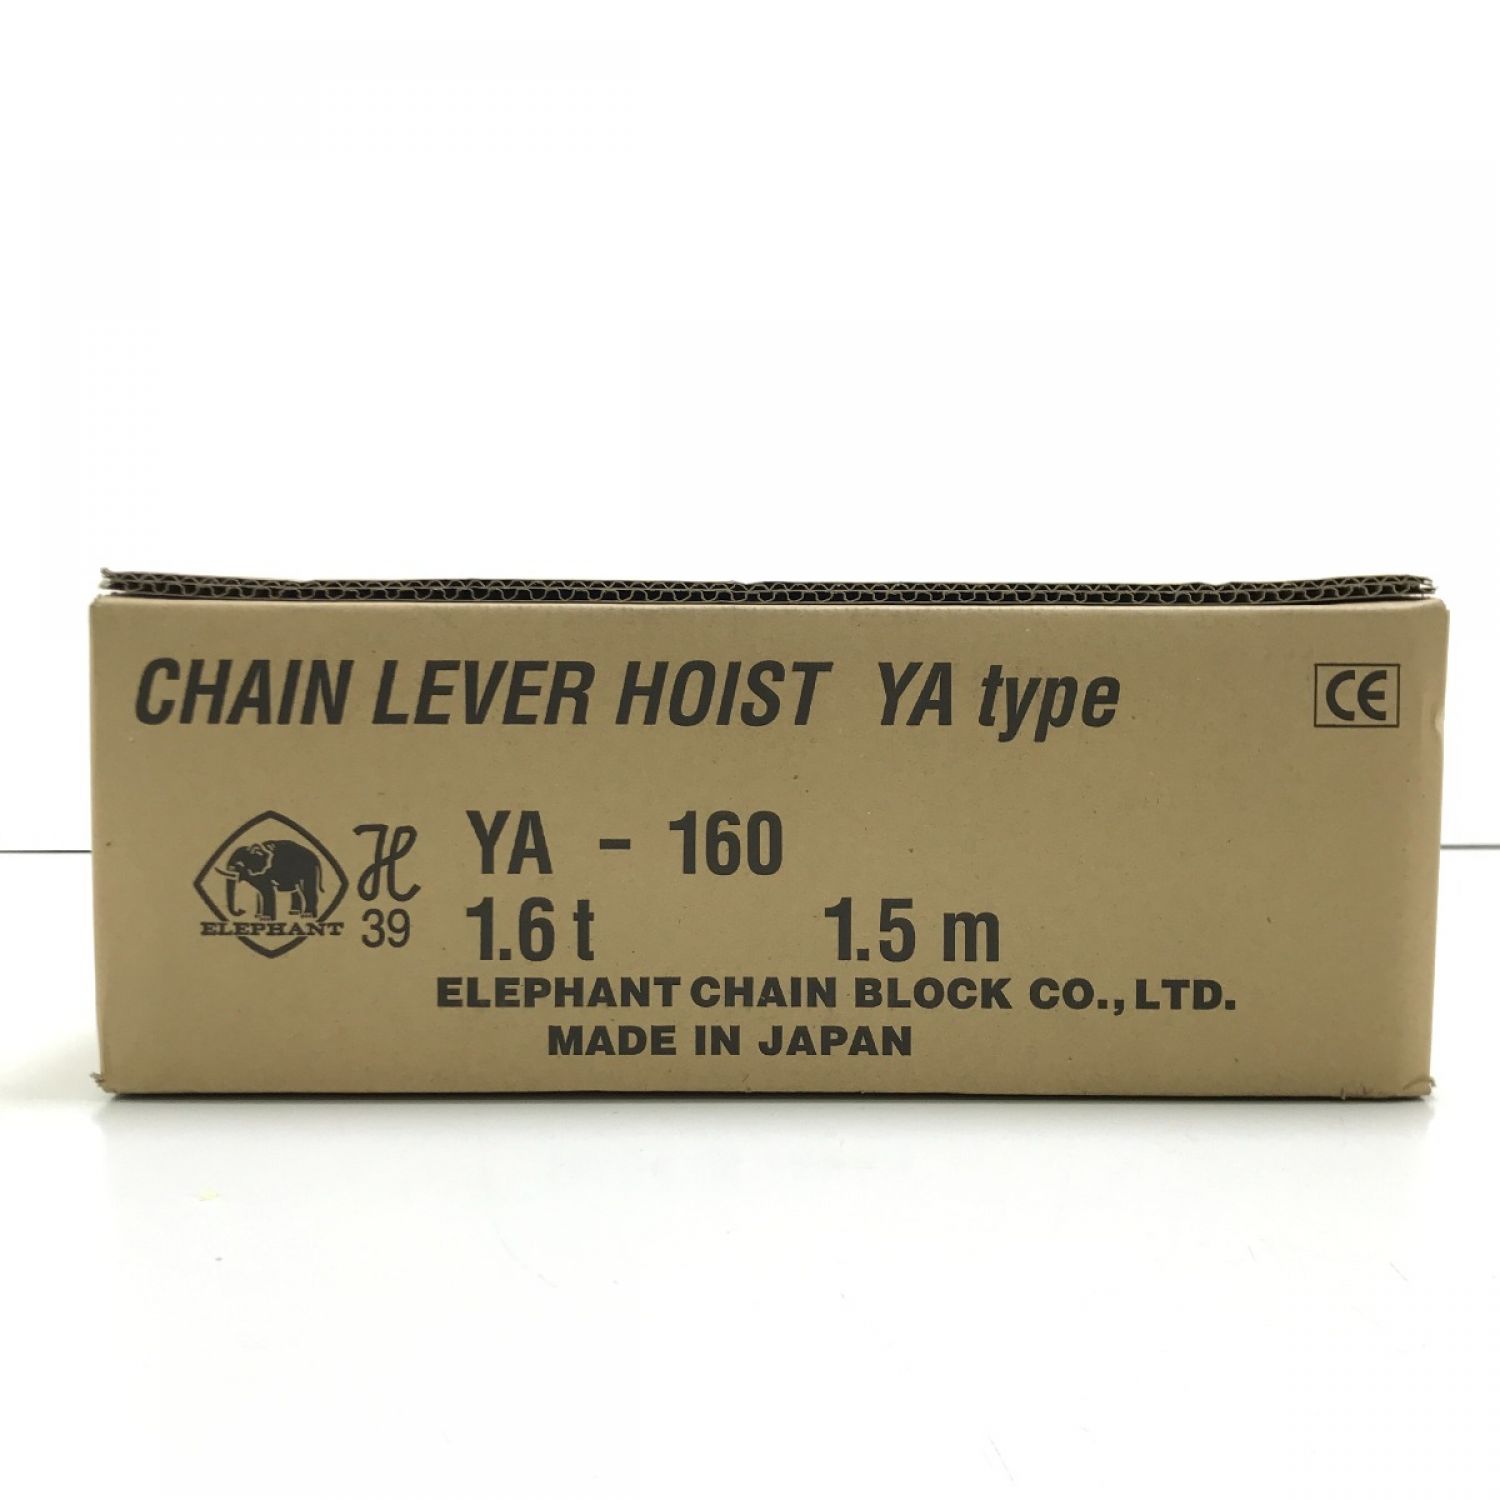 CHAIN LEVER HOIST YA type
CE
YA - 160
H
39
ELEPHANT
1.6 t 1.5 m
ELEPHANT CHAIN BLOCK CO., LTD.
MADE IN JAPAN